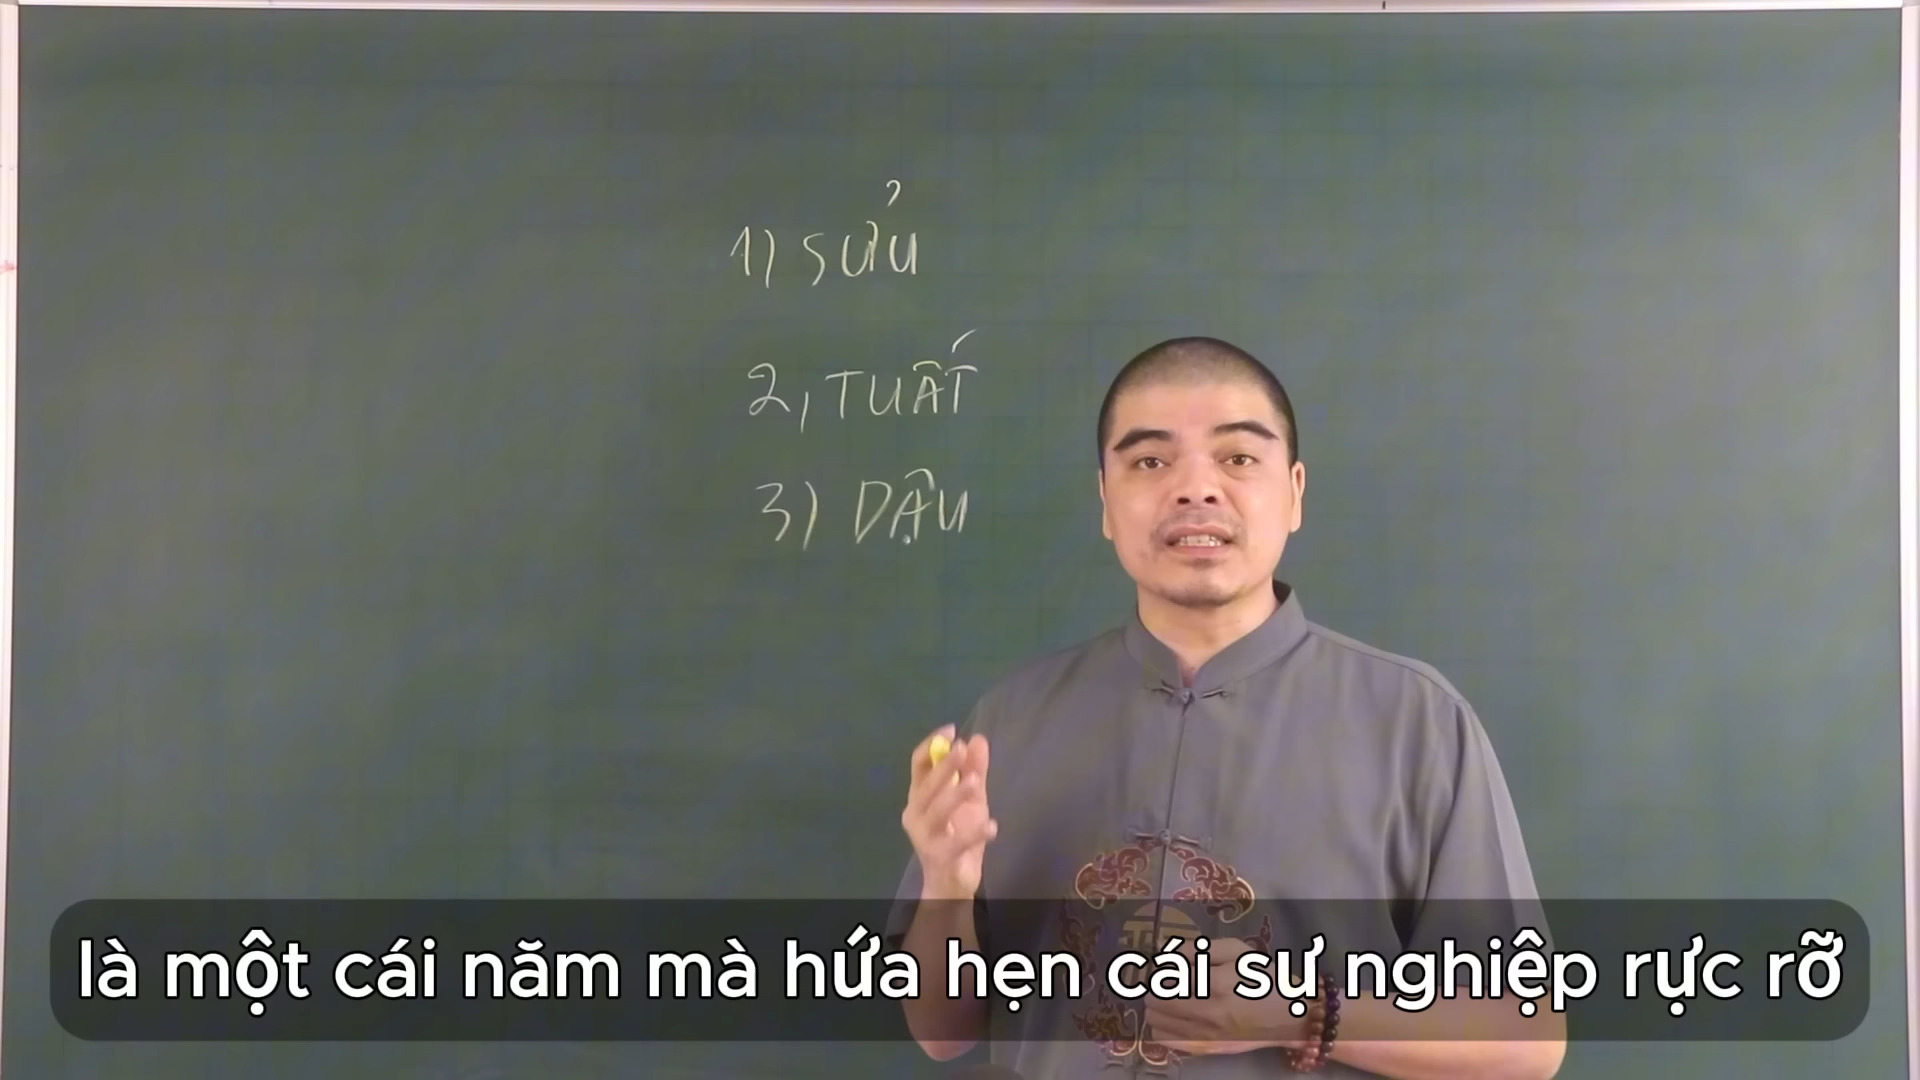 1) SỬU
2, TUẤT
3) DẬU
là một cái năm mà hứa hẹn cái sự nghiệp rực rỡ